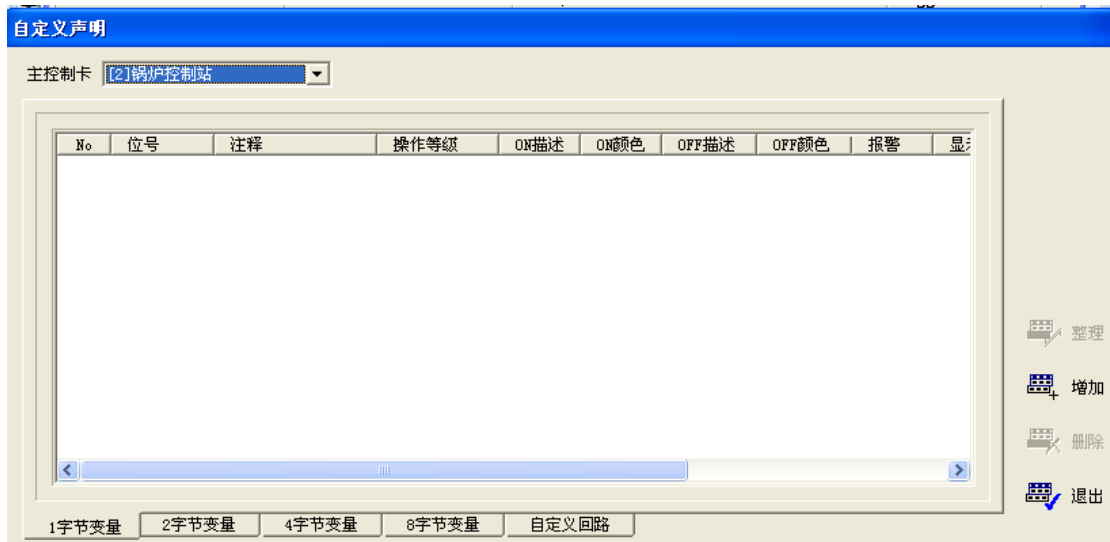 自定义声明
主控制卡 [2]锅炉控制站
No 位号 注释 操作等级 ON描述 ON颜色 OFF描述 OFF颜色 报警 显
整理
增加
删除
退出
1字节变量 2字节变量 4字节变量 8字节变量 自定义回路